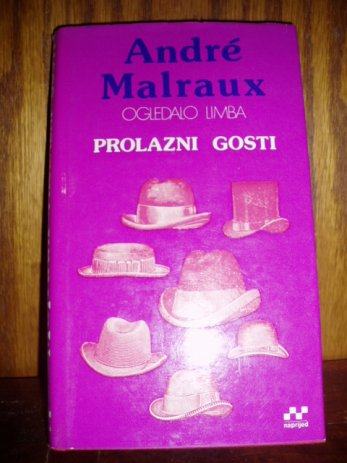 André
Malraux
OGLEDALO LIMBA
PROLAZNI GOSTI
naprijed